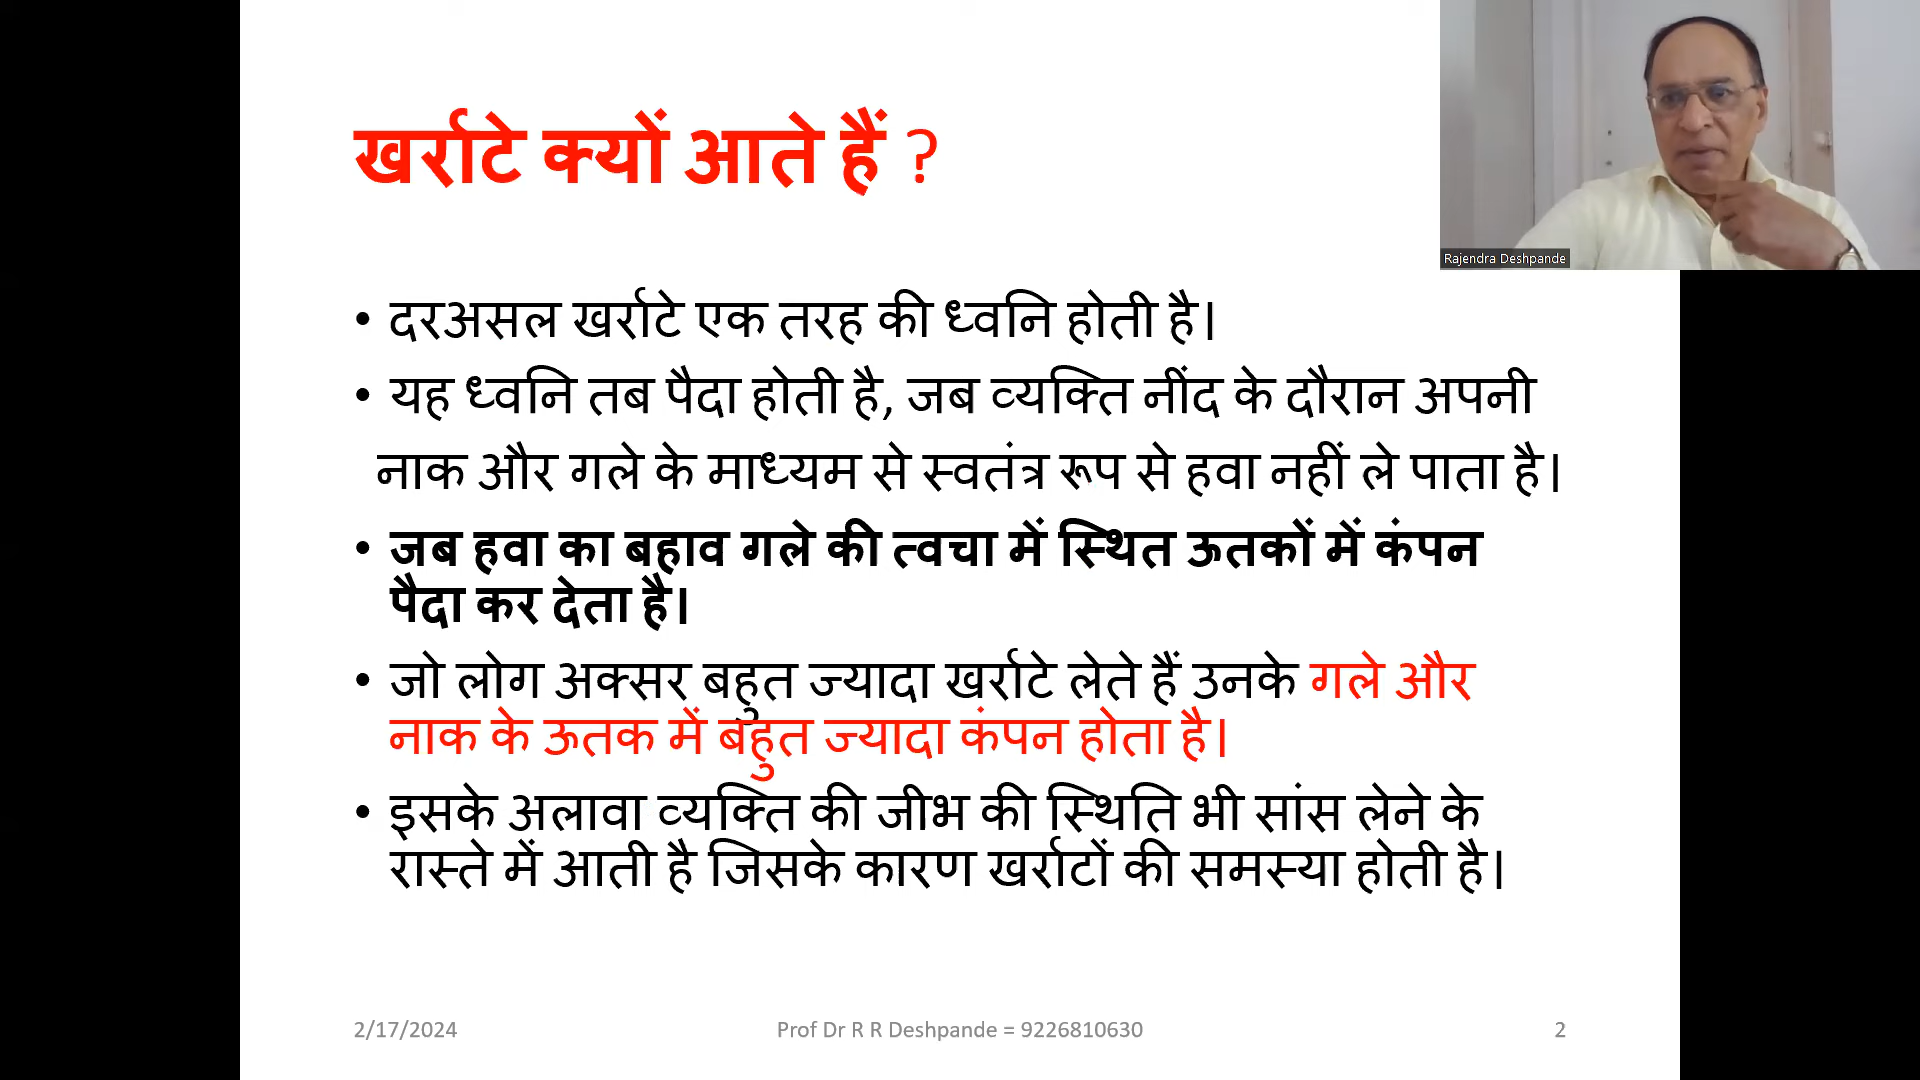 खर्राटे क्यों आते हैं ?
Rajendra Deshpande
• दरअसल खर्राटे एक तरह की ध्वनि होती है।
• यह ध्वनि तब पैदा होती है, जब व्यक्ति नींद के दौरान अपनी
नाक और गले के माध्यम से स्वतंत्र रूप से हवा नहीं ले पाता है।
• जब हवा का बहाव गले की त्वचा में स्थित ऊतकों में कंपन
पैदा कर देता है।
• जो लोग अक्सर बहुत ज्यादा खर्राटे लेते हैं उनके गले और
नाक के ऊतक में बहुत ज्यादा कंपन होता है।
• इसके अलावा व्यक्ति की जीभ की स्थिति भी सांस लेने के
रास्ते में आती है जिसके कारण खर्राटों की समस्या होती है।
2/17/2024 Prof Dr R R Deshpande = 9226810630 2